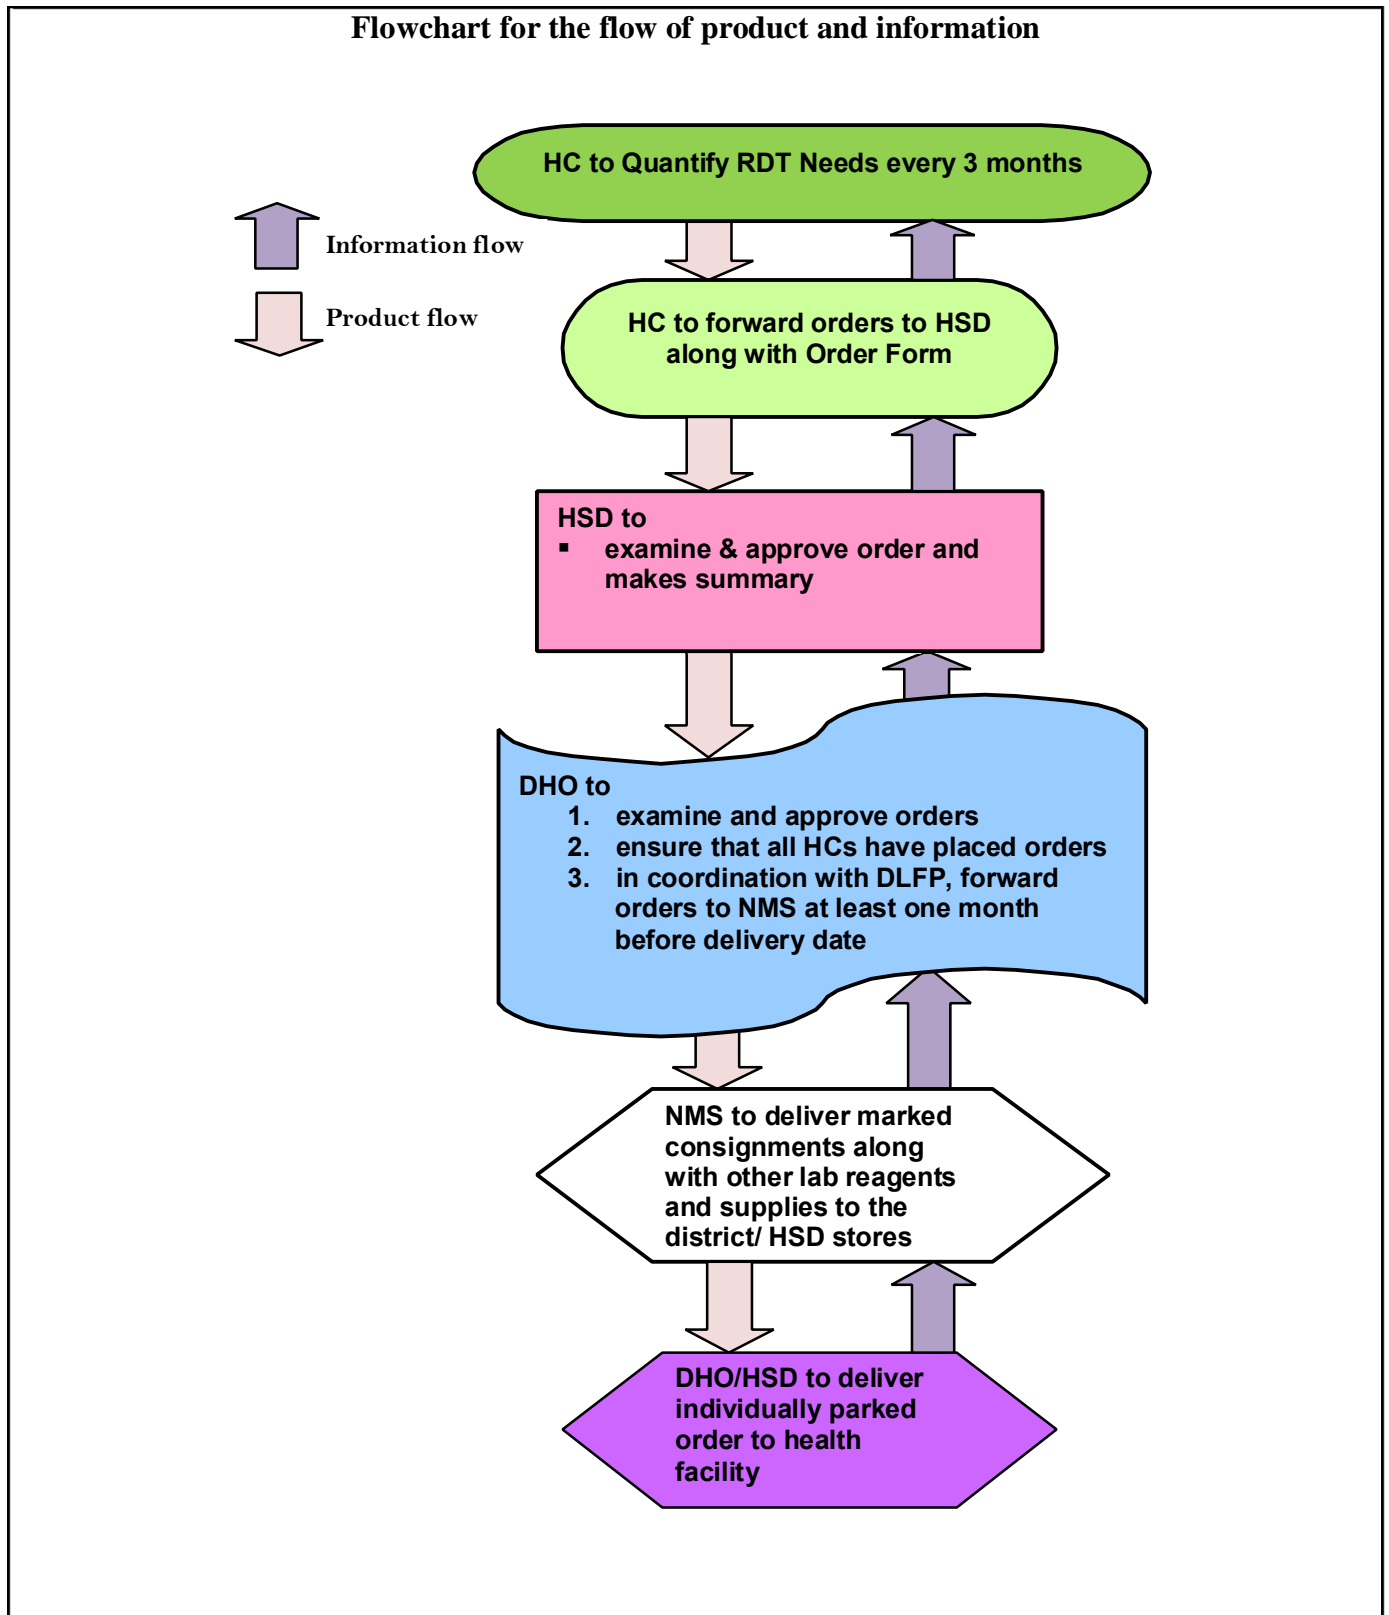 Flowchart for the flow of product and information
HC to Quantify RDT Needs every 3 months
Information flow
Product flow
HC to forward orders to HSD
along with Order Form
HSD to
▪ examine & approve order and
makes summary
DHO to
1. examine and approve orders
2. ensure that all HCs have placed orders
3. in coordination with DLFP, forward
orders to NMS at least one month
before delivery date
NMS to deliver marked
consignments along
with other lab reagents
and supplies to the
district/ HSD stores
DHO/HSD to deliver
individually parked
order to health
facility